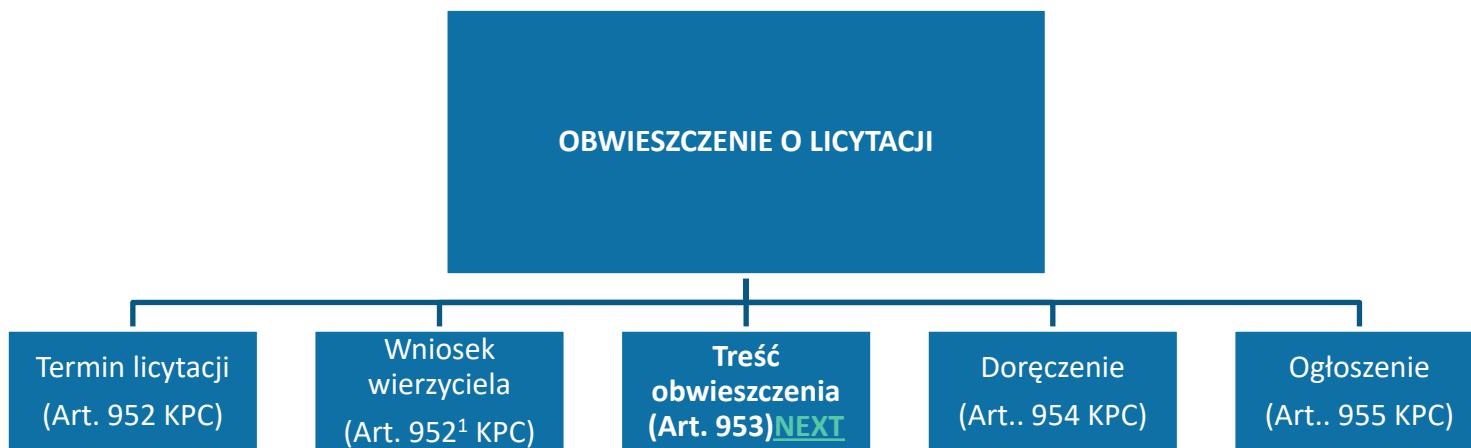 OBWIESZCZENIE O LICYTACJI
Termin licytacji
(Art. 952 KPC)
Wniosek
wierzyciela
(Art. 952¹ KPC)
Treść
obwieszczenia
(Art. 953)NEXT
Doręczenie
(Art.. 954 KPC)
Ogłoszenie
(Art.. 955 KPC)